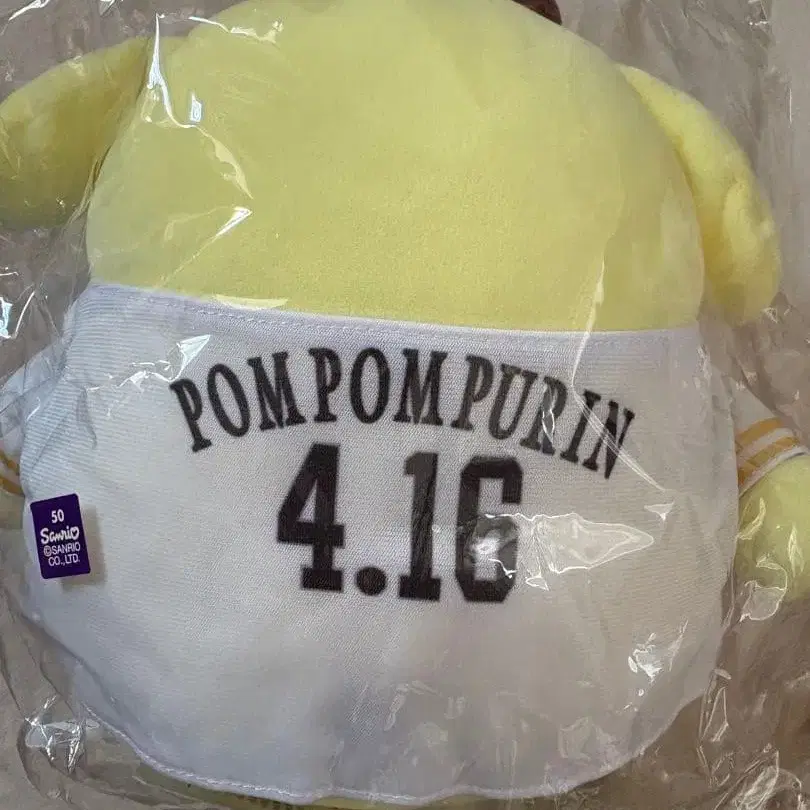 POMPOMPURIN
4.16
50
Sanrio
©SANRIO
CO., LTD.